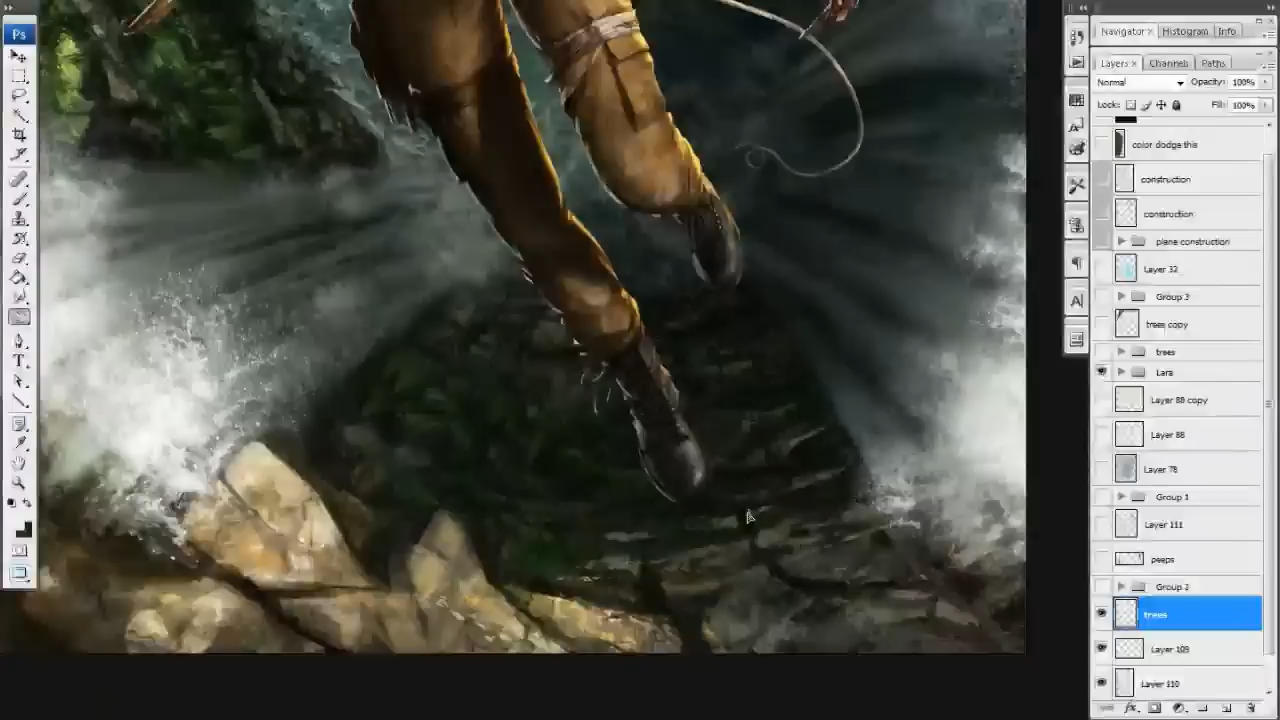 Ps
Navigator × Histogram Info
Layers × Channels Paths
Normal Opacity: 100%
Lock: Fill: 100%
color dodge this
construction
construction
plane construction
Layer 32
Group 3
trees copy
trees
Lara
Layer 88 copy
Layer 88
Layer 78
Group 1
Layer 111
peeps
Group 2
trees
Layer 109
Layer 110